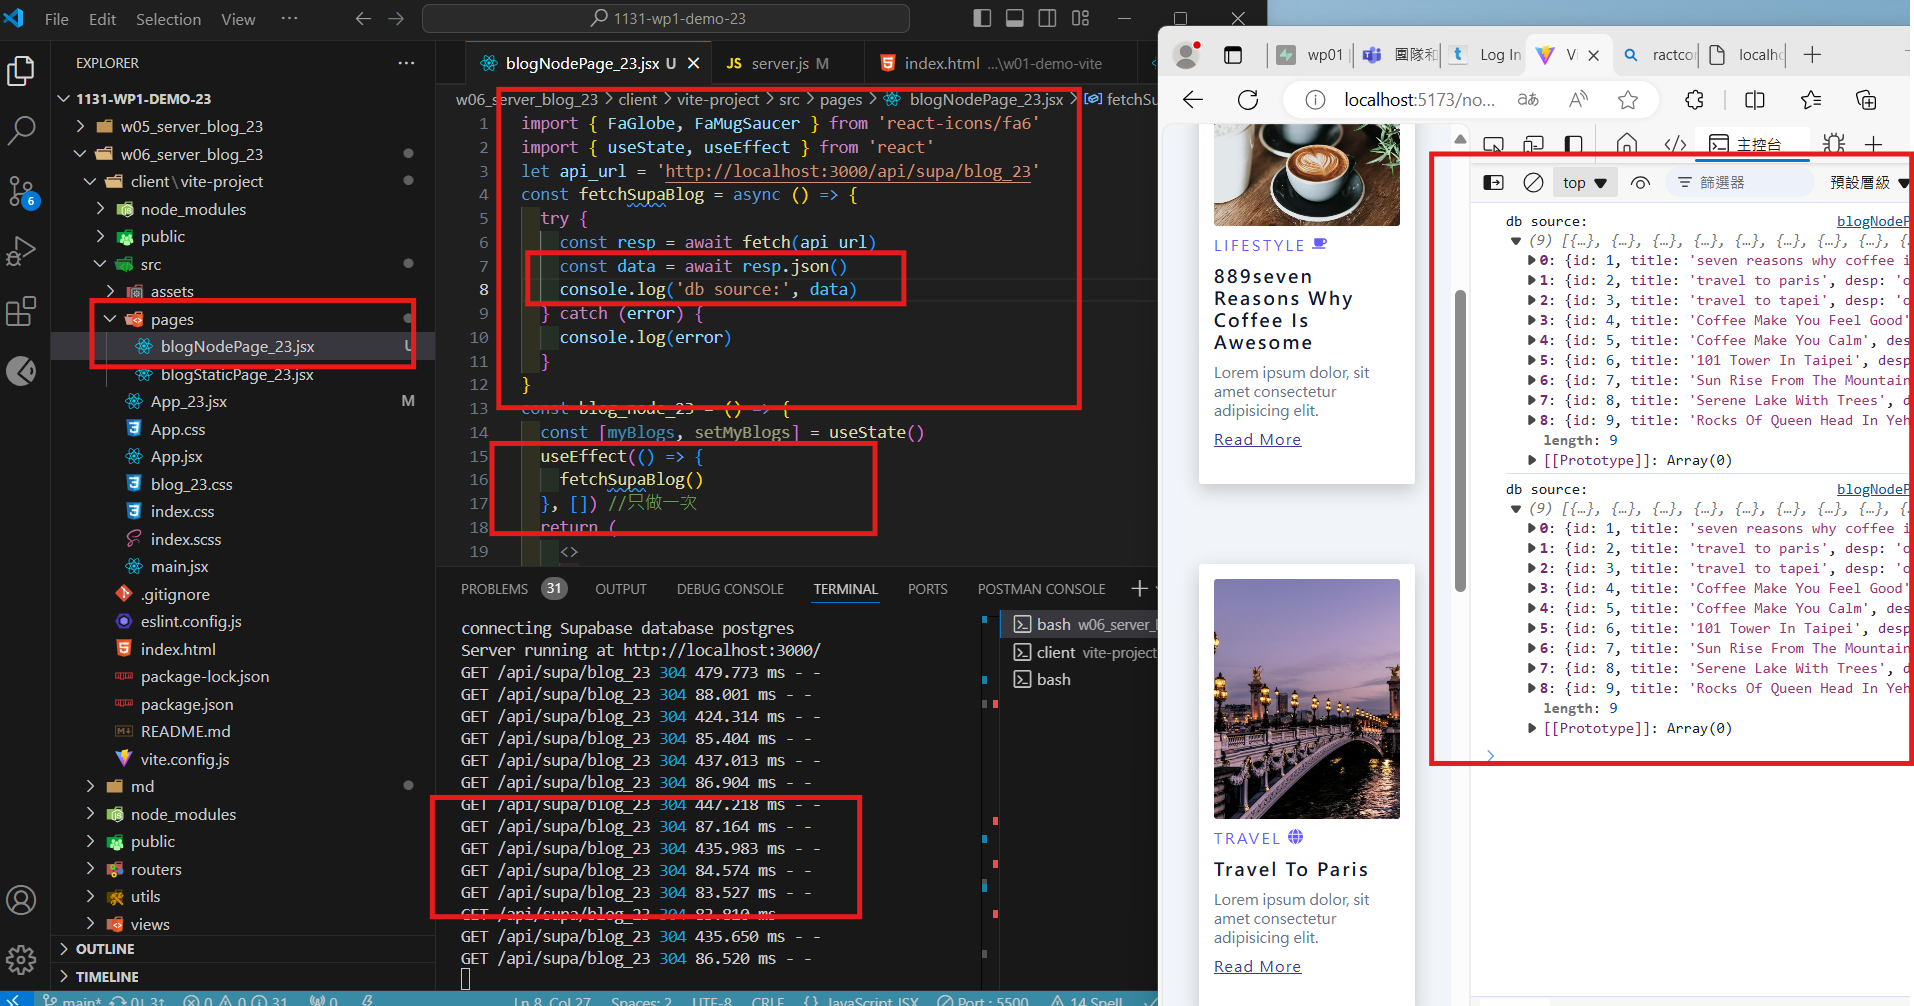 File Edit Selection View ···
1131-wp1-demo-23
EXPLORER
1131-WP1-DEMO-23
w05_server_blog_23
w06_server_blog_23
client\vite-project
node_modules
public
src
assets
pages
blogNodePage_23.jsx U
blogStaticPage_23.jsx
App_23.jsx M
App.css
App.jsx
blog_23.css
index.css
index.scss
main.jsx
.gitignore
eslint.config.js
index.html
package-lock.json
package.json
README.md
vite.config.js
md
node_modules
public
routers
utils
views
OUTLINE
TIMELINE
6
blogNodePage_23.jsx U
JS server.js M
index.html ...\w01-demo-vite
w06_server_blog_23 > client > vite-project > src > pages > blogNodePage_23.jsx > fetchSu
1 import { FaGlobe, FaMugSaucer } from 'react-icons/fa6'
2 import { useState, useEffect } from 'react'
3 let api_url = 'http://localhost:3000/api/supa/blog_23'
4 const fetchSupaBlog = async () => {
5 try {
6 const resp = await fetch(api_url)
7 const data = await resp.json()
8 console.log('db source:', data)
9 } catch (error) {
10 console.log(error)
11 }
12 }
13 const blog_node_23 = () => {
14 const [myBlogs, setMyBlogs] = useState()
15 useEffect(() => {
16 fetchSupaBlog()
17 }, []) //只做一次
18 return (
19 <>
PROBLEMS 31 OUTPUT DEBUG CONSOLE TERMINAL PORTS POSTMAN CONSOLE
connecting Supabase database postgres
Server running at http://localhost:3000/
GET /api/supa/blog_23 304 479.773 ms - -
GET /api/supa/blog_23 304 88.001 ms - -
GET /api/supa/blog_23 304 424.314 ms - -
GET /api/supa/blog_23 304 85.404 ms - -
GET /api/supa/blog_23 304 437.013 ms - -
GET /api/supa/blog_23 304 86.904 ms - -
GET /api/supa/blog_23 304 447.218 ms - -
GET /api/supa/blog_23 304 87.164 ms - -
GET /api/supa/blog_23 304 435.983 ms - -
GET /api/supa/blog_23 304 84.574 ms - -
GET /api/supa/blog_23 304 83.527 ms - -
GET /api/supa/blog_23 304 83.810 ms - -
GET /api/supa/blog_23 304 435.650 ms - -
GET /api/supa/blog_23 304 86.520 ms - -
bash w06_server_
client vite-project
bash
main* 0↓ 3↑ 0 0 31 0
Ln 8, Col 27 Spaces: 2 UTF-8 CRLF {} JavaScript JSX Port : 5500 14 Spell
wp01 團隊和 Log In Vi ractcor localho
localhost:5173/no...
LIFESTYLE
889seven
Reasons Why
Coffee Is
Awesome
Lorem ipsum dolor, sit
amet consectetur
adipisicing elit.
Read More
TRAVEL
Travel To Paris
Lorem ipsum dolor, sit
amet consectetur
adipisicing elit.
Read More
主控台
top 篩選器 預設層級
db source: blogNodeP
(9) [{…}, {…}, {…}, {…}, {…}, {…}, {…}, {…}, {
0: {id: 1, title: 'seven reasons why coffee i
1: {id: 2, title: 'travel to paris', desp: 'o
2: {id: 3, title: 'travel to tapei', desp: 'o
3: {id: 4, title: 'Coffee Make You Feel Good'
4: {id: 5, title: 'Coffee Make You Calm', des
5: {id: 6, title: '101 Tower In Taipei', desp
6: {id: 7, title: 'Sun Rise From The Mountain
7: {id: 8, title: 'Serene Lake With Trees', d
8: {id: 9, title: 'Rocks Of Queen Head In Yeh
length: 9
[[Prototype]]: Array(0)
db source: blogNodeP
(9) [{…}, {…}, {…}, {…}, {…}, {…}, {…}, {…}, {
0: {id: 1, title: 'seven reasons why coffee i
1: {id: 2, title: 'travel to paris', desp: 'o
2: {id: 3, title: 'travel to tapei', desp: 'o
3: {id: 4, title: 'Coffee Make You Feel Good'
4: {id: 5, title: 'Coffee Make You Calm', des
5: {id: 6, title: '101 Tower In Taipei', desp
6: {id: 7, title: 'Sun Rise From The Mountain
7: {id: 8, title: 'Serene Lake With Trees', d
8: {id: 9, title: 'Rocks Of Queen Head In Yeh
length: 9
[[Prototype]]: Array(0)